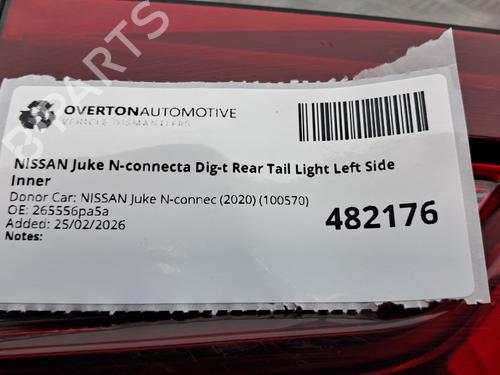 B-PARTS
OVERTONAUTOMOTIVE
VEHICLE DISMANTLERS
NISSAN Juke N-connecta Dig-t Rear Tail Light Left Side
Inner
Donor Car: NISSAN Juke N-connec (2020) (100570)
OE: 265556pa5a
Added: 25/02/2026
Notes:
482176